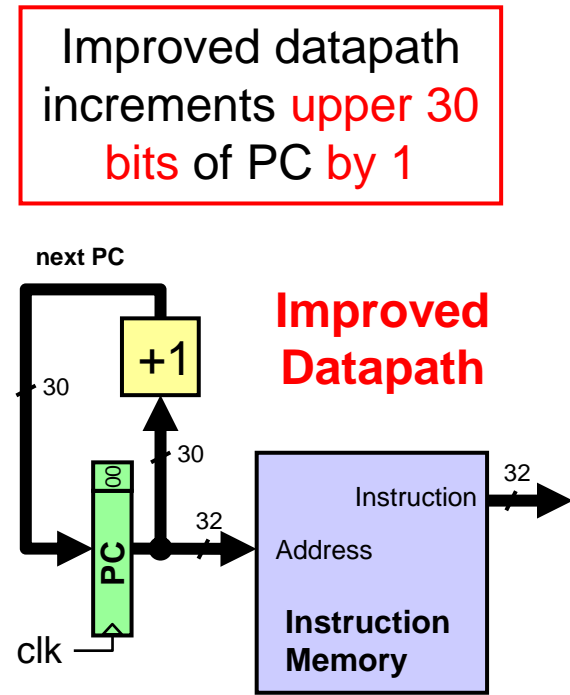 Improved datapath
increments upper 30
bits of PC by 1
next PC
Improved
Datapath
+1
30
30
00
PC
clk
32
Address
Instruction
32
Instruction
Memory